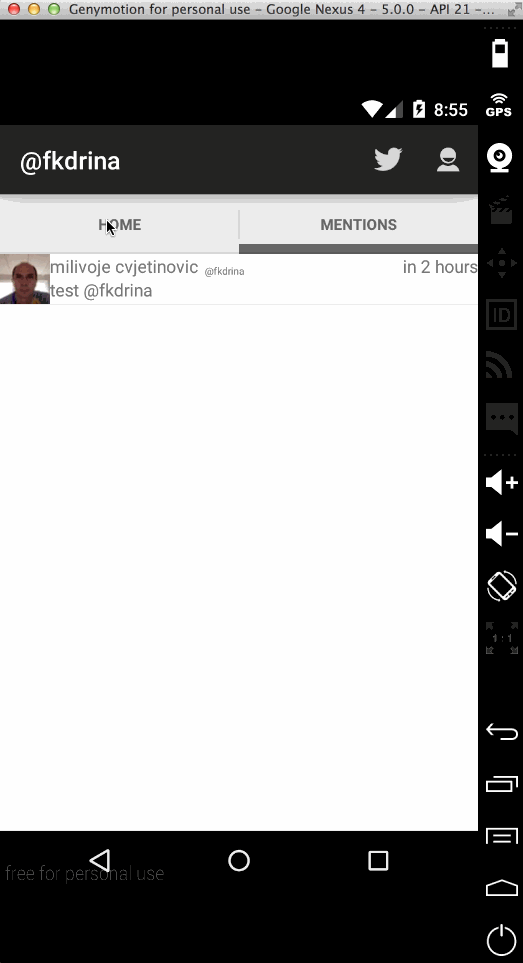 Genymotion for personal use – Google Nexus 4 – 5.0.0 – API 21 –...
8:55
GPS
@fkdrina
HOME
MENTIONS
milivoje cvjetinovic @fkdrina
in 2 hours
test @fkdrina
ID
1:1
free for personal use